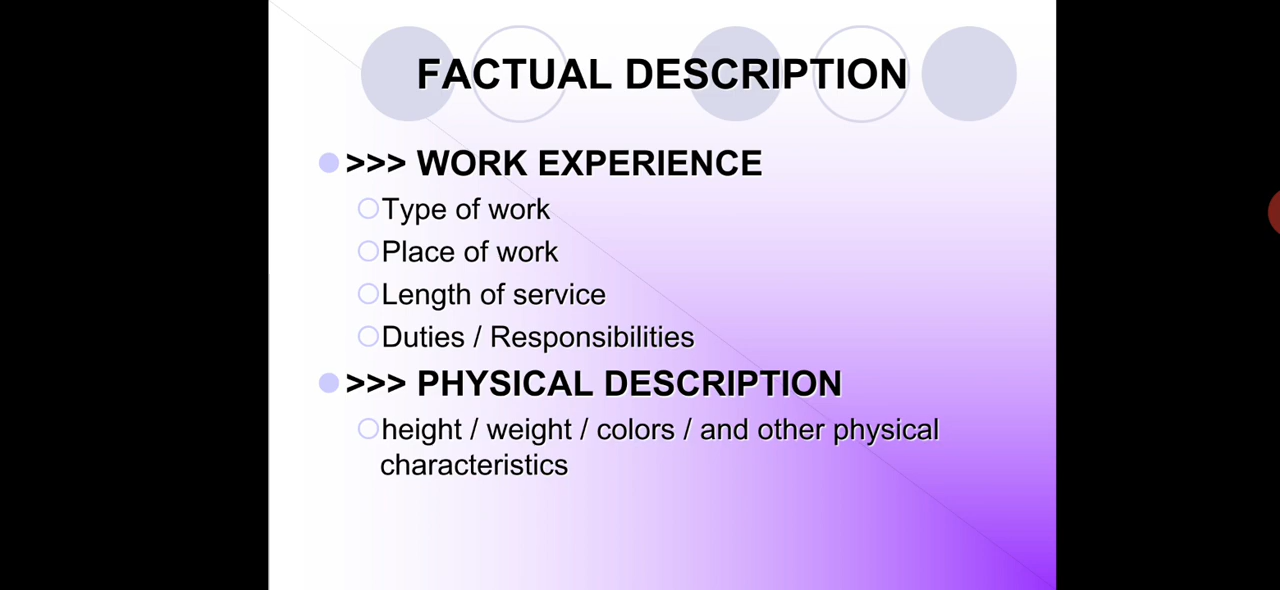 FACTUAL DESCRIPTION
>>> WORK EXPERIENCE
Type of work
Place of work
Length of service
Duties / Responsibilities
>>> PHYSICAL DESCRIPTION
height / weight / colors / and other physical
characteristics